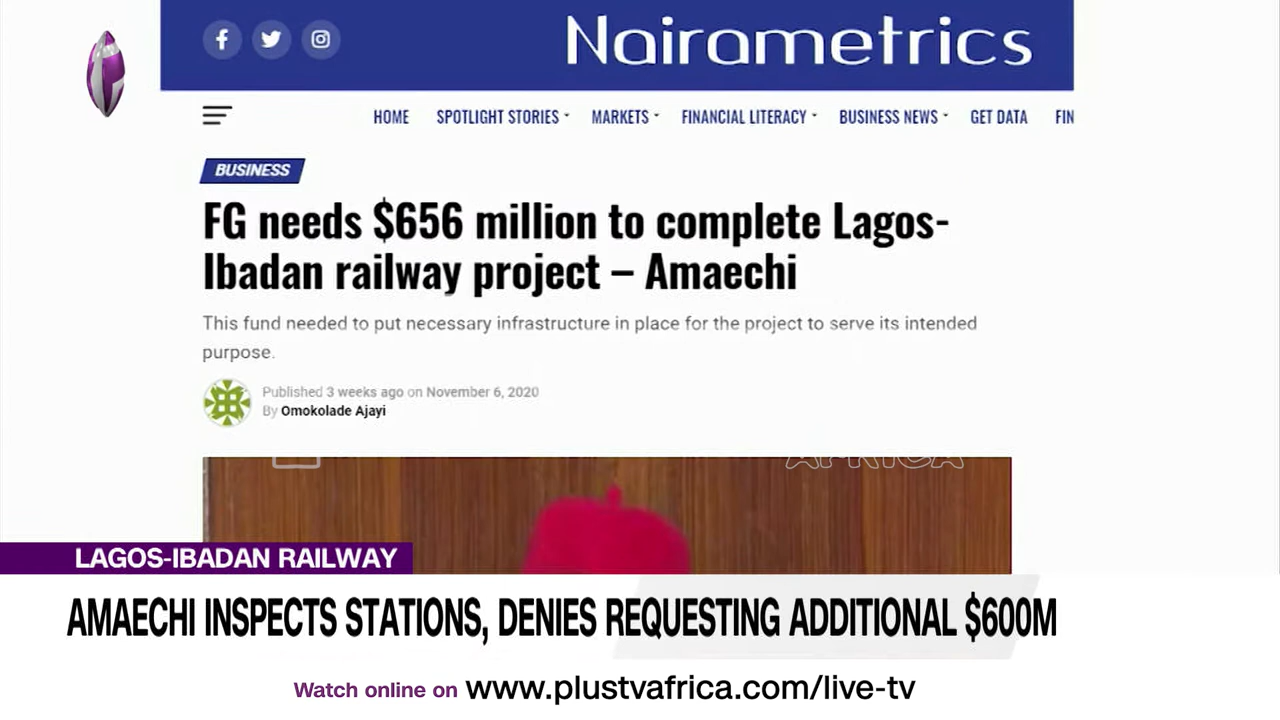 Nairametrics
HOME SPOTLIGHT STORIES MARKETS FINANCIAL LITERACY BUSINESS NEWS GET DATA FIN
BUSINESS
FG needs $656 million to complete Lagos-
Ibadan railway project – Amaechi
This fund needed to put necessary infrastructure in place for the project to serve its intended
purpose.
Published 3 weeks ago on November 6, 2020
By Omokolade Ajayi
AFRICA
LAGOS-IBADAN RAILWAY
AMAECHI INSPECTS STATIONS, DENIES REQUESTING ADDITIONAL $600M
Watch online on www.plustvafrica.com/live-tv